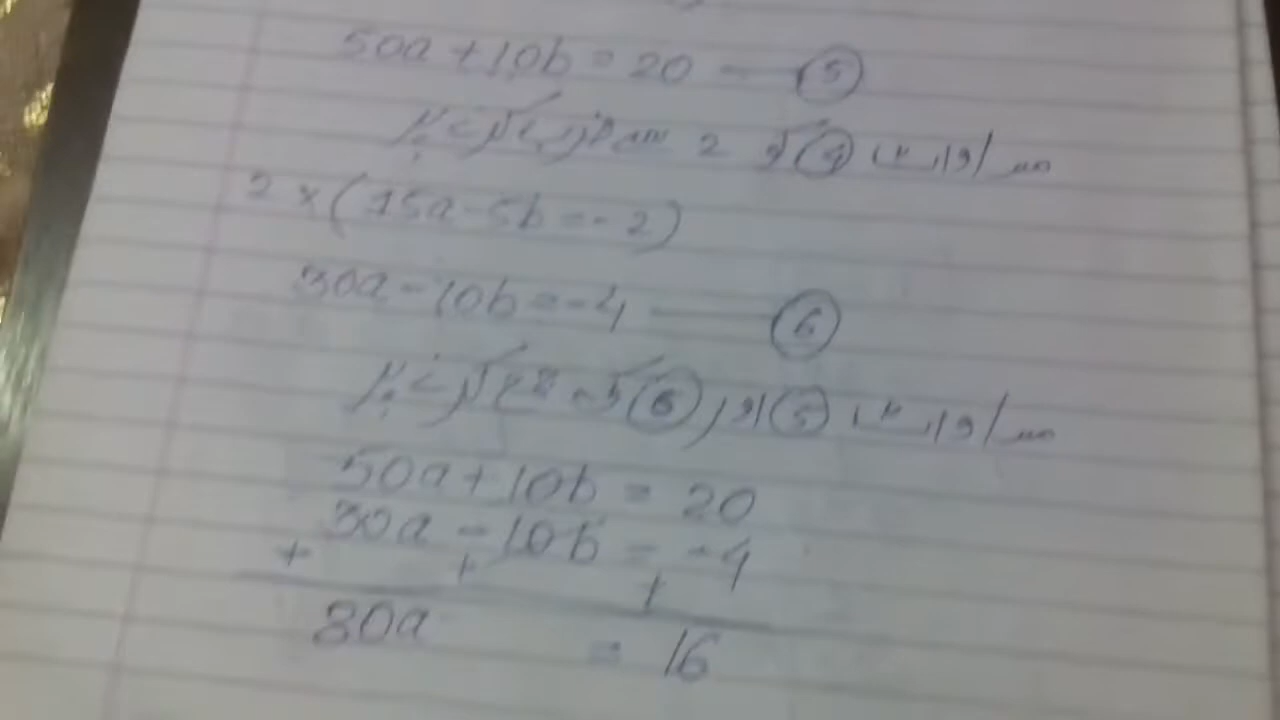 50a + 10b = 20 — ⑤
مساوات ④ کو 2 سے ضرب کرنے پر
2 × (15a - 5b = -2)
30a - 10b = -4 — ⑥
مساوات ⑤ اور ⑥ کو جمع کرنے پر
50a + 10b = 20
30a - 10b = -4
+ + +
80a = 16